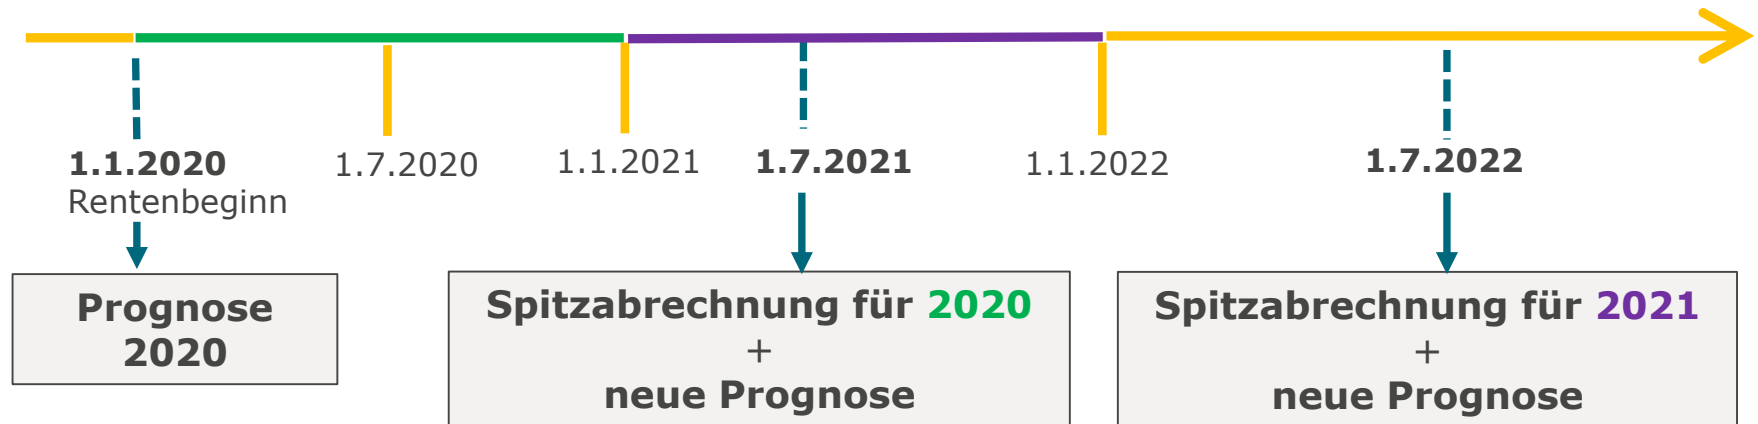 1.1.2020
Rentenbeginn
1.7.2020
1.1.2021
1.7.2021
1.1.2022
1.7.2022
Prognose
2020
Spitzabrechnung für 2020
+
neue Prognose
Spitzabrechnung für 2021
+
neue Prognose